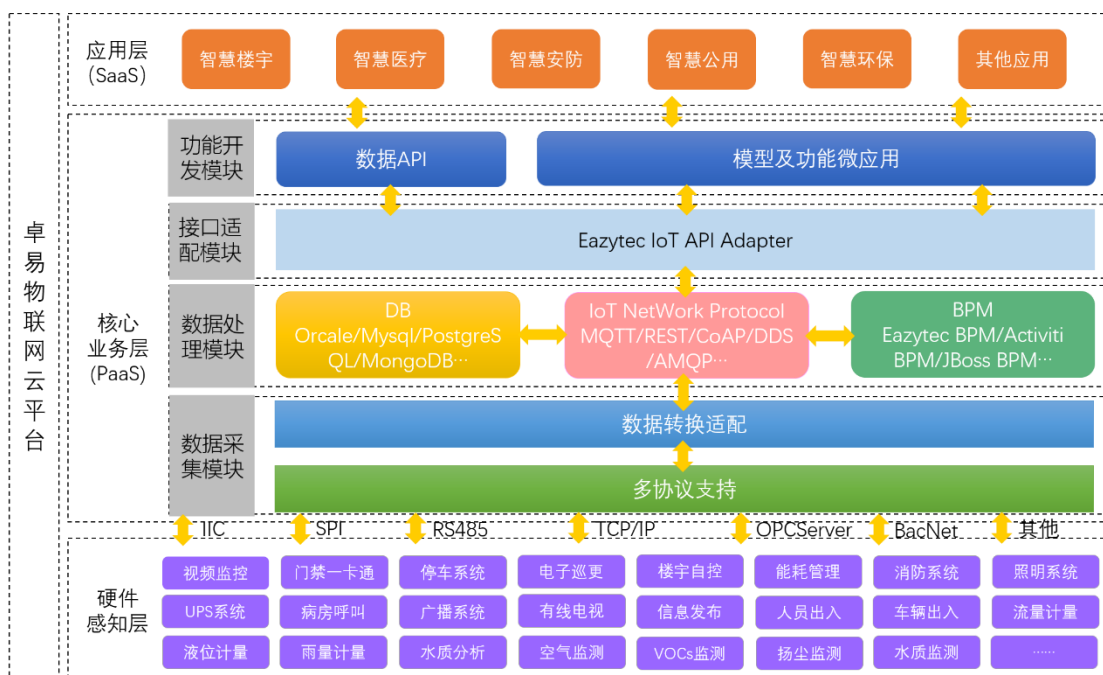 卓易物联网云平台
应用层
（SaaS）
智慧楼宇
智慧医疗
智慧安防
智慧公用
智慧环保
其他应用
核心
业务层
(PaaS)
功能开
发模块
数据API
模型及功能微应用
接口适
配模块
Eazytec IoT API Adapter
数据处
理模块
DB
Orcale/Mysql/PostgreS
QL/MongoDB…
IoT NetWork Protocol
MQTT/REST/CoAP/DDS
/AMQP…
BPM
Eazytec BPM/Activiti
BPM/JBoss BPM…
数据采
集模块
数据转换适配
多协议支持
IIC
SPI
RS485
TCP/IP
OPCServer
BacNet
其他
硬件
感知层
视频监控
门禁一卡通
停车系统
电子巡更
楼宇自控
能耗管理
消防系统
照明系统
UPS系统
病房呼叫
广播系统
有线电视
信息发布
人员出入
车辆出入
流量计量
液位计量
雨量计量
水质分析
空气监测
VOCs监测
扬尘监测
水质监测
……